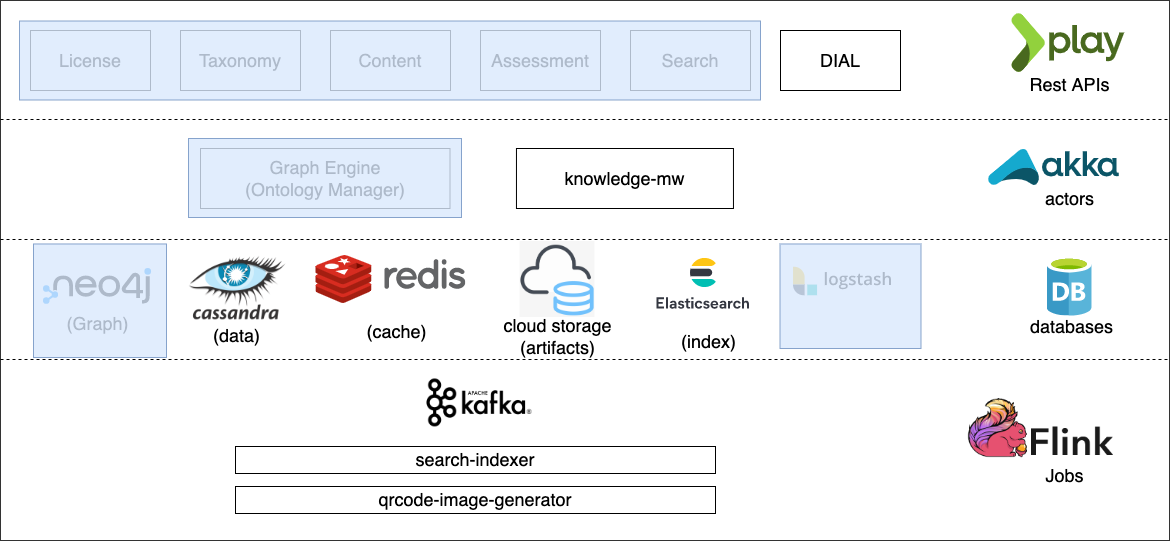 License
Taxonomy
Content
Assessment
Search
DIAL
play
Rest APIs
Graph Engine
(Ontology Manager)
knowledge-mw
akka
actors
neo4j
(Graph)
cassandra
(data)
redis
(cache)
cloud storage
(artifacts)
Elasticsearch
(index)
logstash
DB
databases
APACHE
kafka®
search-indexer
qrcode-image-generator
Flink
Jobs